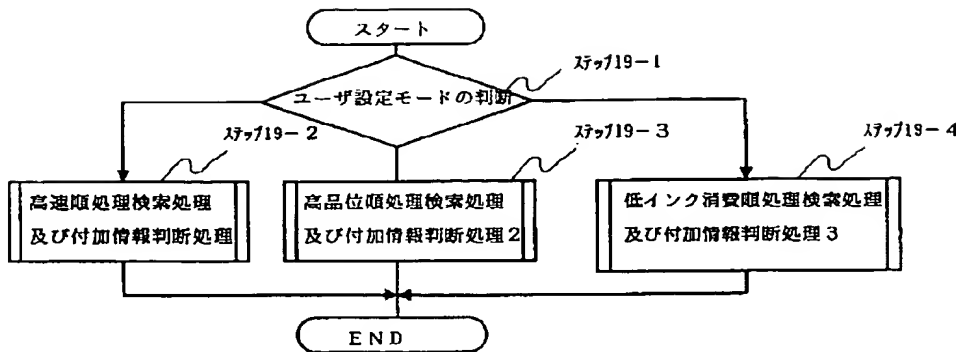 スタート
ステップ19-1
ユーザ設定モードの判断
ステップ19-2
ステップ19-3
ステップ19-4
高速順処理検索処理
及び付加情報判断処理
高品位順処理検索処理
及び付加情報判断処理2
低インク消費順処理検索処理
及び付加情報判断処理3
END